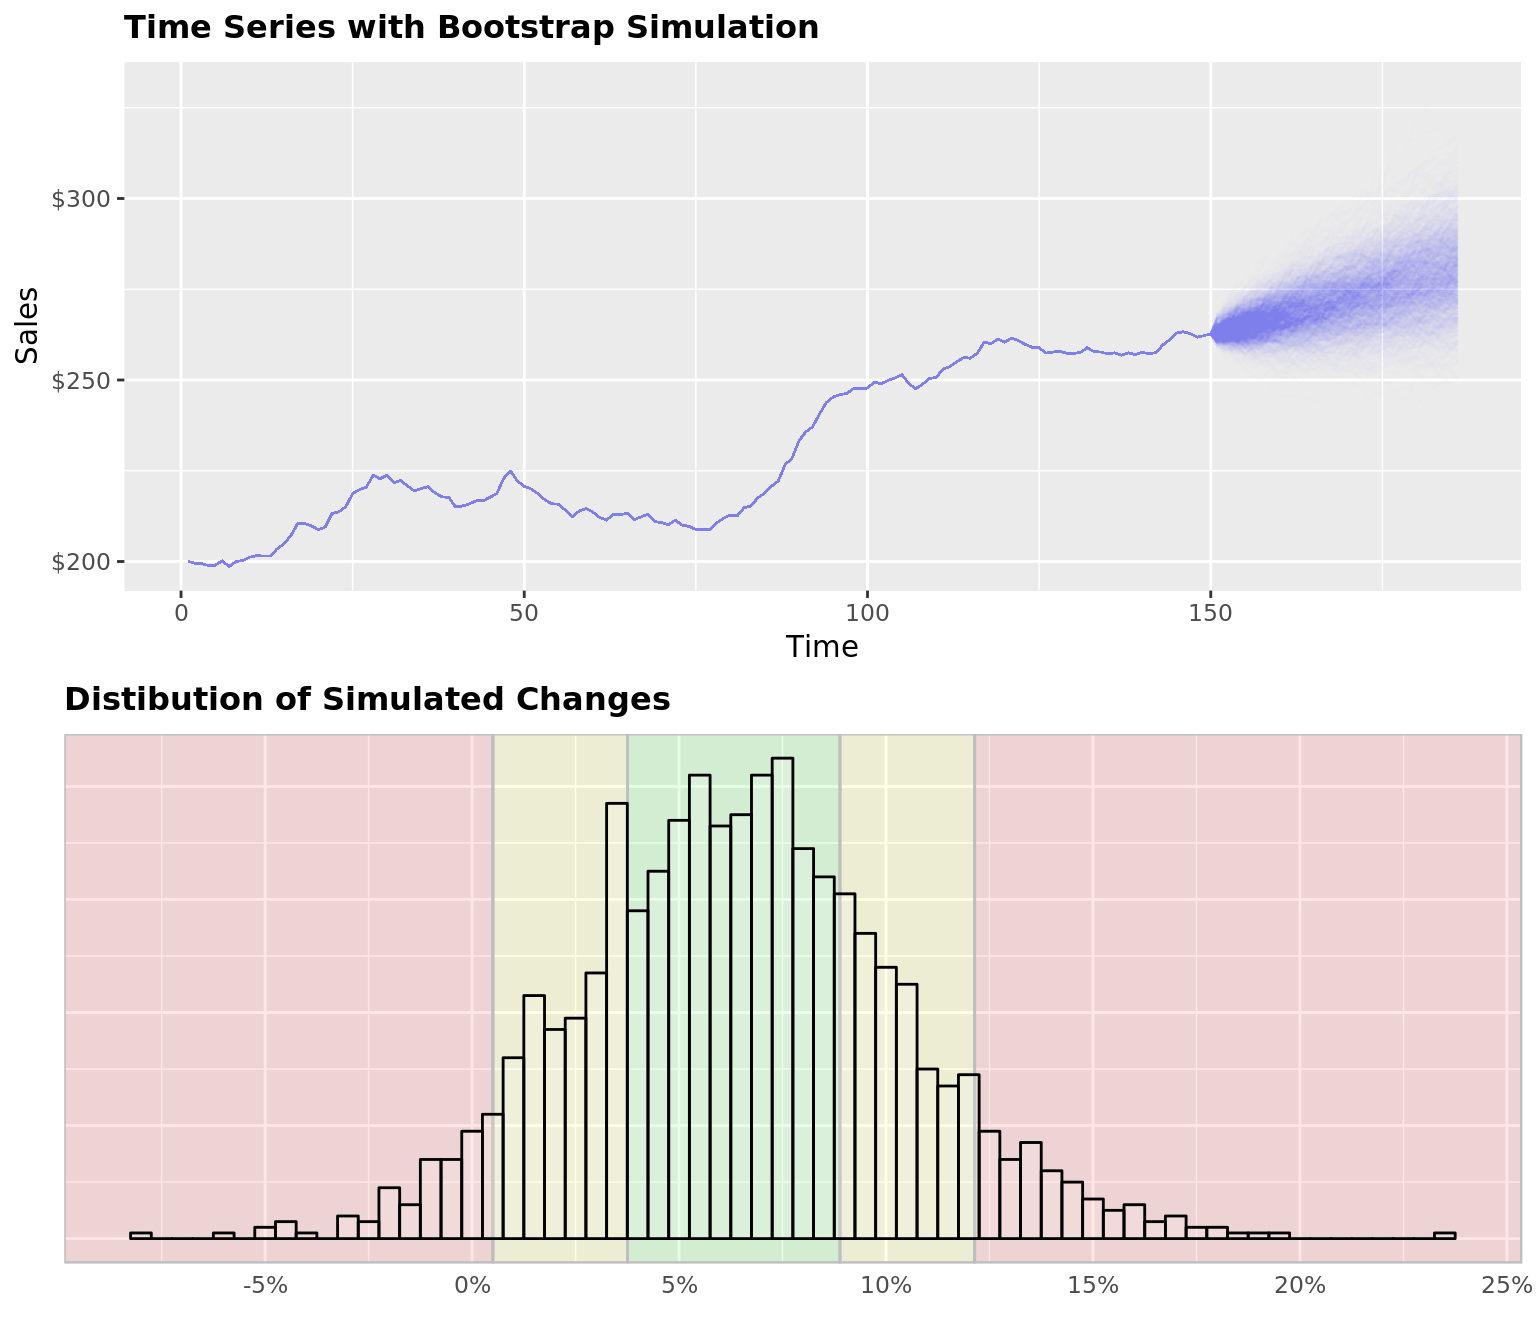 Time Series with Bootstrap Simulation
$300
$250
$200
Sales
0 50 100 150
Time
Distibution of Simulated Changes
-5% 0% 5% 10% 15% 20% 25%